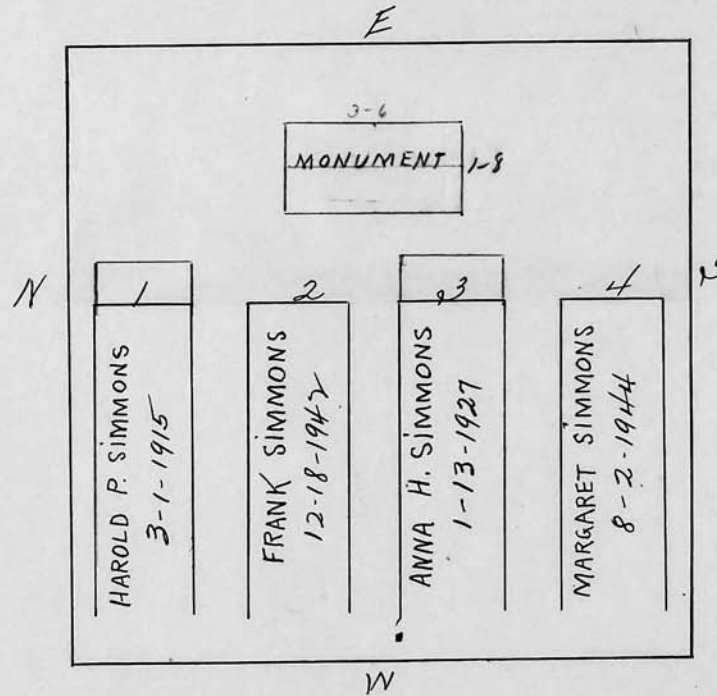 E
3-6
MONUMENT
1-8
N
1
2
3
4
HAROLD P. SIMMONS
3-1-1915
FRANK SIMMONS
12-18-1942
ANNA H. SIMMONS
1-13-1927
MARGARET SIMMONS
8-2-1944
W